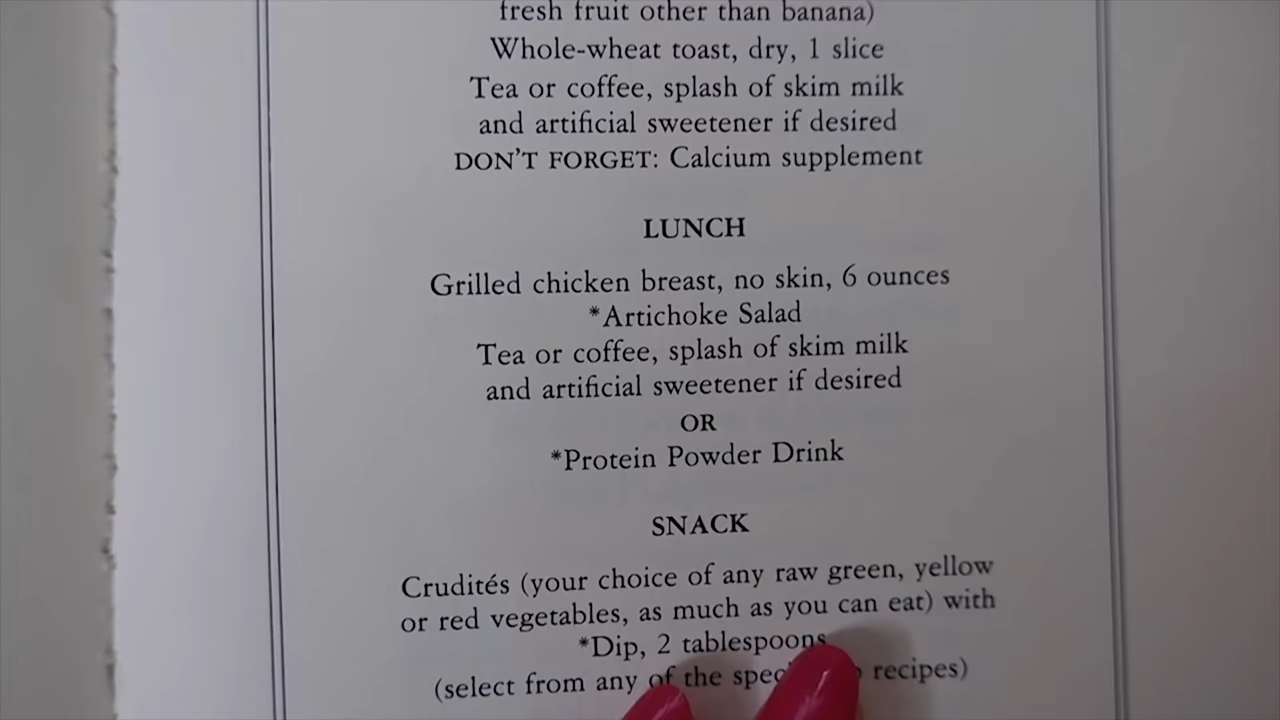 fresh fruit other than banana)
Whole-wheat toast, dry, 1 slice
Tea or coffee, splash of skim milk
and artificial sweetener if desired
DON'T FORGET: Calcium supplement
LUNCH
Grilled chicken breast, no skin, 6 ounces
*Artichoke Salad
Tea or coffee, splash of skim milk
and artificial sweetener if desired
OR
*Protein Powder Drink
SNACK
Crudités (your choice of any raw green, yellow
or red vegetables, as much as you can eat) with
*Dip, 2 tablespoons
(select from any of the recipes)